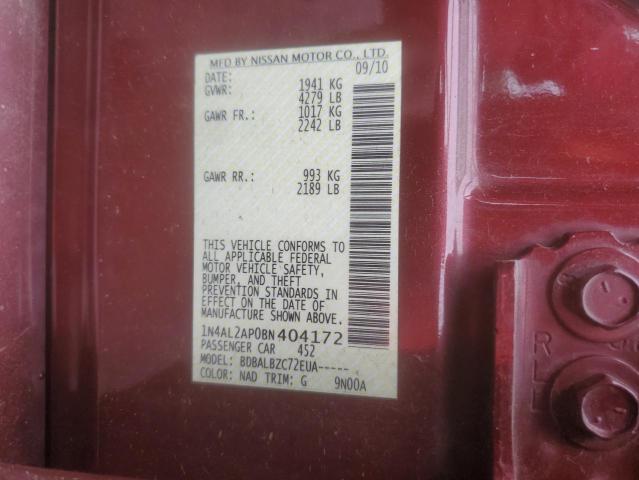 MFD BY NISSAN MOTOR CO., LTD.
DATE: 09/10
GVWR: 1941 KG
4279 LB
GAWR FR.: 1017 KG
2242 LB
GAWR RR.: 993 KG
2189 LB
THIS VEHICLE CONFORMS TO
ALL APPLICABLE FEDERAL
MOTOR VEHICLE SAFETY,
BUMPER, AND THEFT
PREVENTION STANDARDS IN
EFFECT ON THE DATE OF
MANUFACTURE SHOWN ABOVE.
1N4AL2AP0BN404172
PASSENGER CAR 452
MODEL: BDBALBZC72EUA-----
COLOR: NAD TRIM: G 9N00A
RL